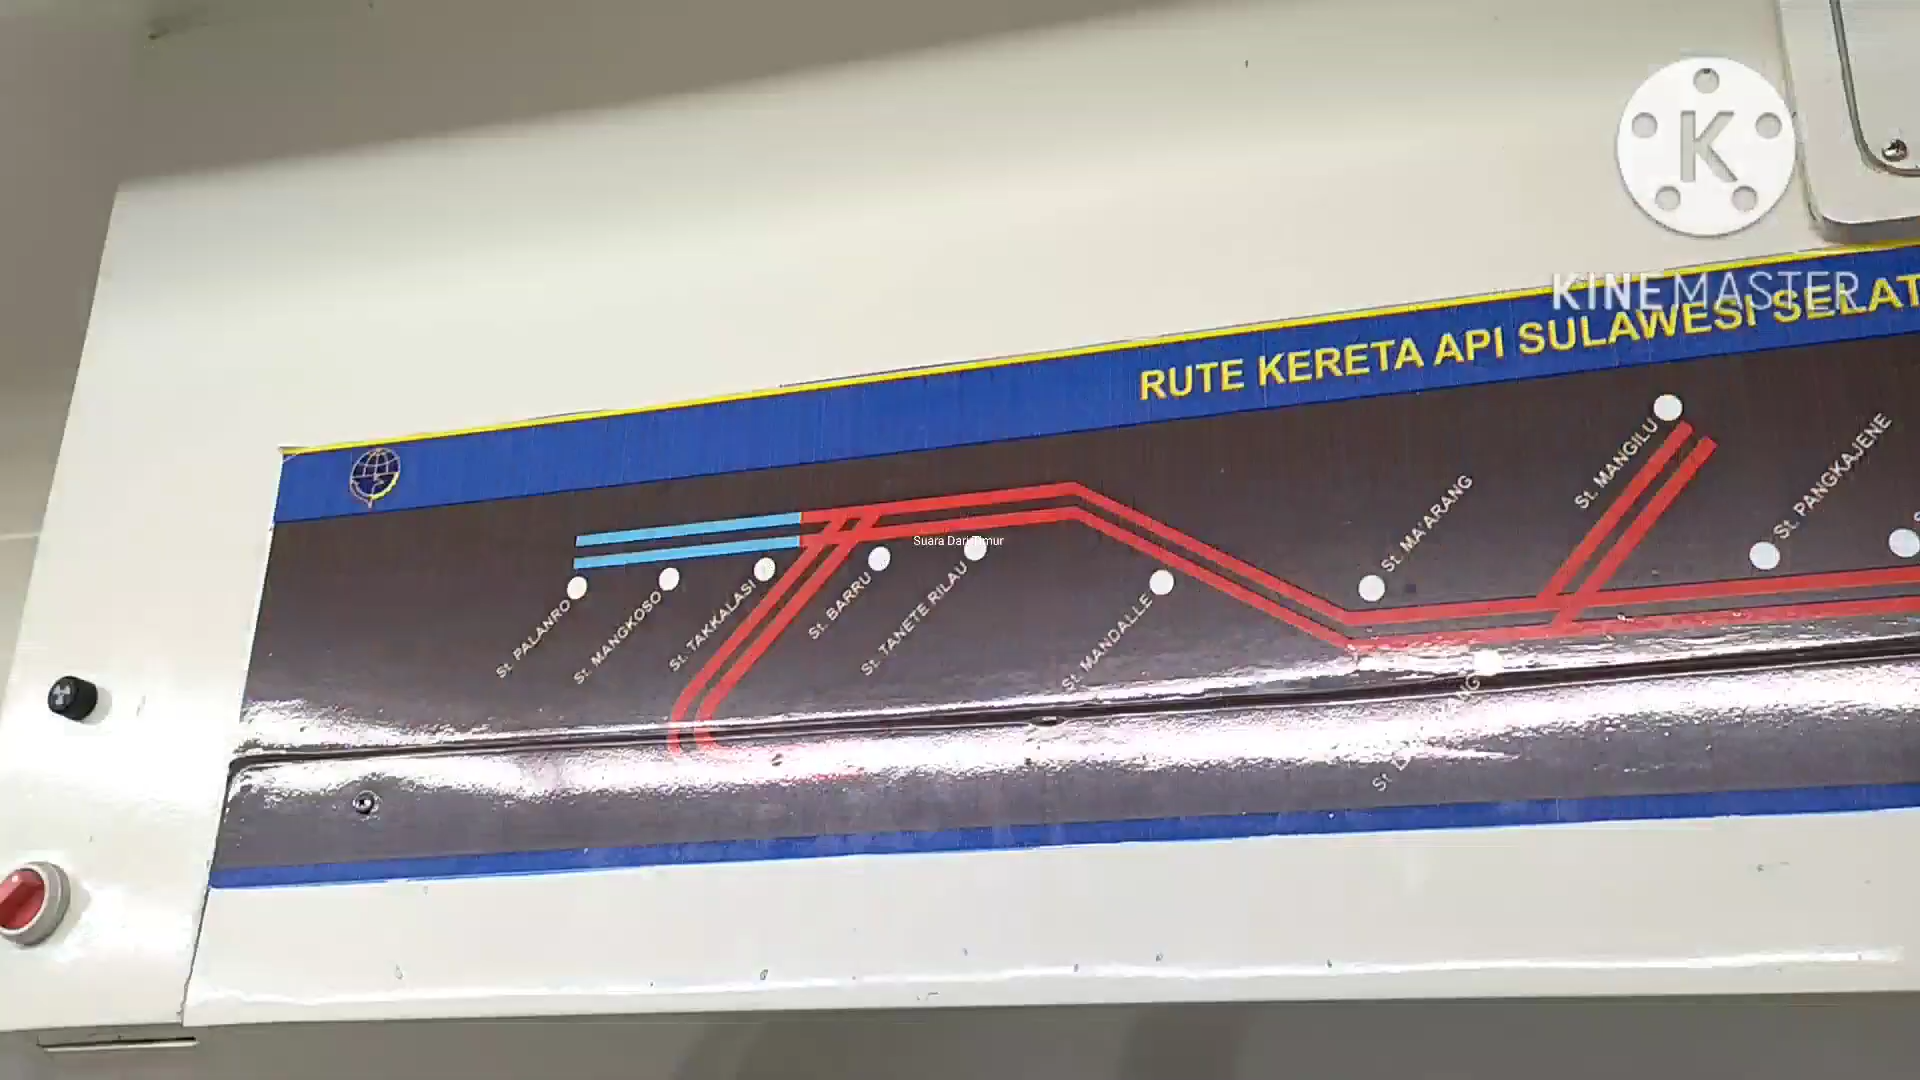 K
KINEMASTER
RUTE KERETA API SULAWESI SELAT
St. MANGILU
St. PANGKAJENE
St. MA'ARANG
Suara Dari Timur
St. PALANRO
St. MANGKOSO
St. TAKKALASI
St. BARRU
St. TANETE RILAU
St. MANDALLE
St.